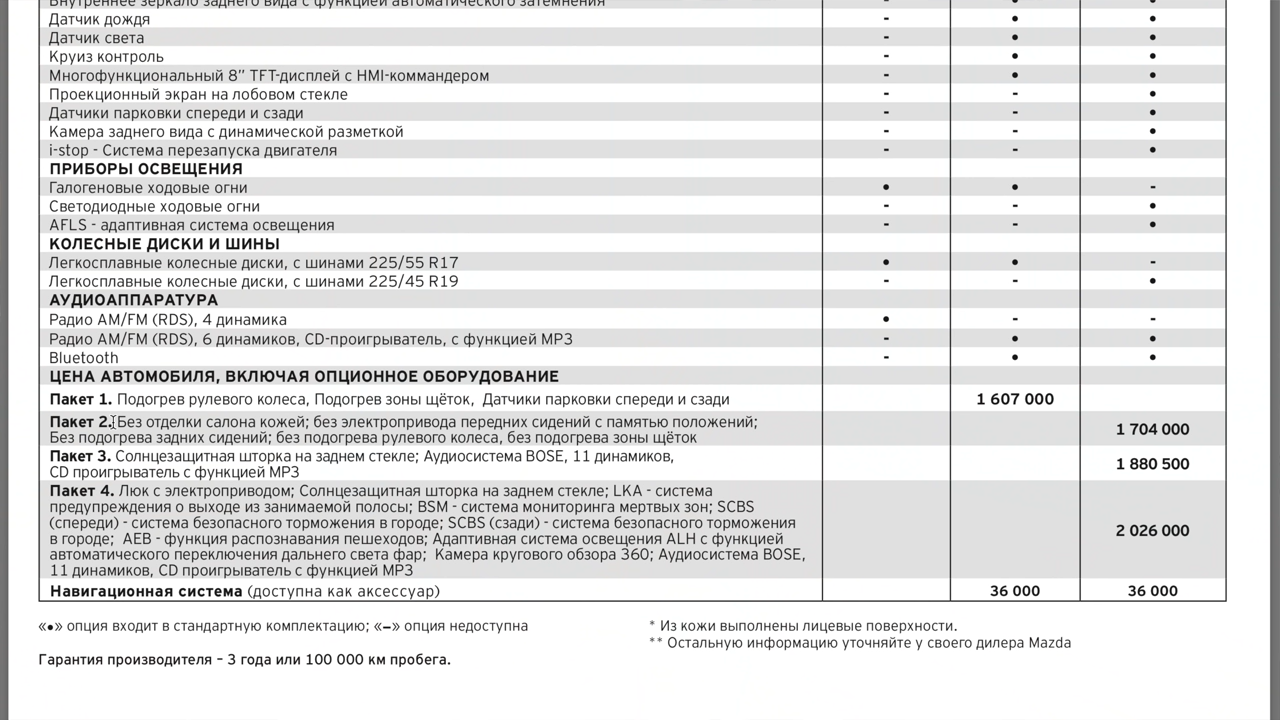 Внутреннее зеркало заднего вида с функцией автоматического затемнения - • •
Датчик дождя - • •
Датчик света - • •
Круиз контроль - • •
Многофункциональный 8” TFT-дисплей с HMI-коммандером - • •
Проекционный экран на лобовом стекле - - •
Датчики парковки спереди и сзади - - •
Камера заднего вида с динамической разметкой - - •
i-stop - Система перезапуска двигателя - - •
ПРИБОРЫ ОСВЕЩЕНИЯ
Галогеновые ходовые огни • • -
Светодиодные ходовые огни - - •
AFLS - адаптивная система освещения - - •
КОЛЕСНЫЕ ДИСКИ И ШИНЫ
Легкосплавные колесные диски, с шинами 225/55 R17 • • -
Легкосплавные колесные диски, с шинами 225/45 R19 - - •
АУДИОАППАРАТУРА
Радио AM/FM (RDS), 4 динамика • - -
Радио AM/FM (RDS), 6 динамиков, CD-проигрыватель, с функцией MP3 - • •
Bluetooth - • •
ЦЕНА АВТОМОБИЛЯ, ВКЛЮЧАЯ ОПЦИОННОЕ ОБОРУДОВАНИЕ
Пакет 1. Подогрев рулевого колеса, Подогрев зоны щёток, Датчики парковки спереди и сзади 1 607 000
Пакет 2. Без отделки салона кожей; без электропривода передних сидений с памятью положений;
Без подогрева задних сидений; без подогрева рулевого колеса, без подогрева зоны щёток 1 704 000
Пакет 3. Солнцезащитная шторка на заднем стекле; Аудиосистема BOSE, 11 динамиков,
CD проигрыватель с функцией MP3 1 880 500
Пакет 4. Люк с электроприводом; Солнцезащитная шторка на заднем стекле; LKA - система
предупреждения о выходе из занимаемой полосы; BSM - система мониторинга мертвых зон; SCBS
(спереди) - система безопасного торможения в городе; SCBS (сзади) - система безопасного торможения
в городе; AEB - функция распознавания пешеходов; Адаптивная система освещения ALH с функцией 2 026 000
автоматического переключения дальнего света фар; Камера кругового обзора 360; Аудиосистема BOSE,
11 динамиков, CD проигрыватель с функцией MP3
Навигационная система (доступна как аксессуар) 36 000 36 000
«•» опция входит в стандартную комплектацию; «–» опция недоступна
* Из кожи выполнены лицевые поверхности.
** Остальную информацию уточняйте у своего дилера Mazda
Гарантия производителя – 3 года или 100 000 км пробега.